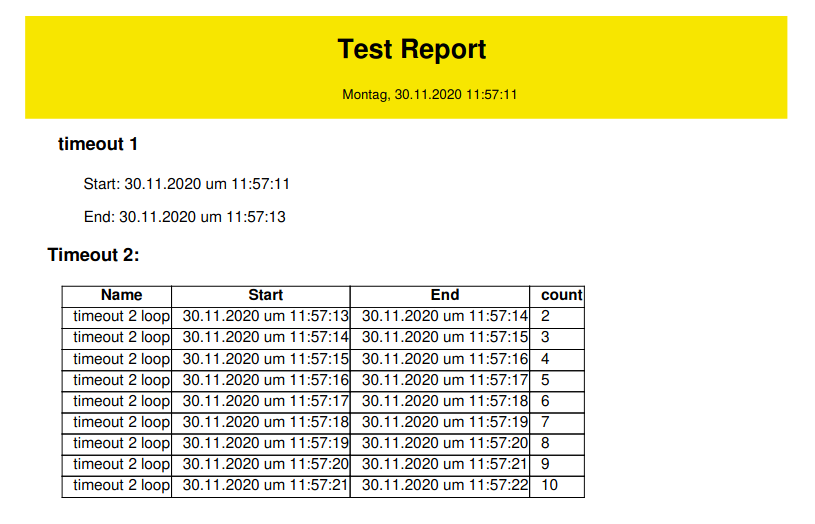 Test Report
Montag, 30.11.2020 11:57:11
timeout 1
Start: 30.11.2020 um 11:57:11
End: 30.11.2020 um 11:57:13
Timeout 2:
Name Start End count
timeout 2 loop 30.11.2020 um 11:57:13 30.11.2020 um 11:57:14 2
timeout 2 loop 30.11.2020 um 11:57:14 30.11.2020 um 11:57:15 3
timeout 2 loop 30.11.2020 um 11:57:15 30.11.2020 um 11:57:16 4
timeout 2 loop 30.11.2020 um 11:57:16 30.11.2020 um 11:57:17 5
timeout 2 loop 30.11.2020 um 11:57:17 30.11.2020 um 11:57:18 6
timeout 2 loop 30.11.2020 um 11:57:18 30.11.2020 um 11:57:19 7
timeout 2 loop 30.11.2020 um 11:57:19 30.11.2020 um 11:57:20 8
timeout 2 loop 30.11.2020 um 11:57:20 30.11.2020 um 11:57:21 9
timeout 2 loop 30.11.2020 um 11:57:21 30.11.2020 um 11:57:22 10